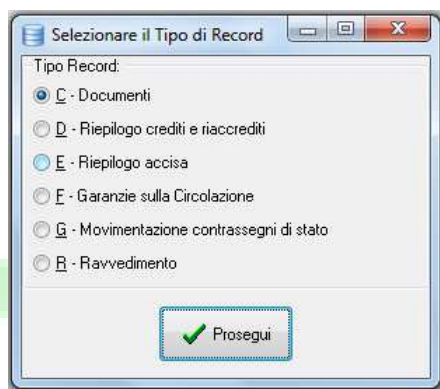 Selezionare il Tipo di Record
Tipo Record:
C - Documenti
D - Riepilogo crediti e riaccrediti
E - Riepilogo accisa
F - Garanzie sulla Circolazione
G - Movimentazione contrassegni di stato
R - Ravvedimento
Prosegui